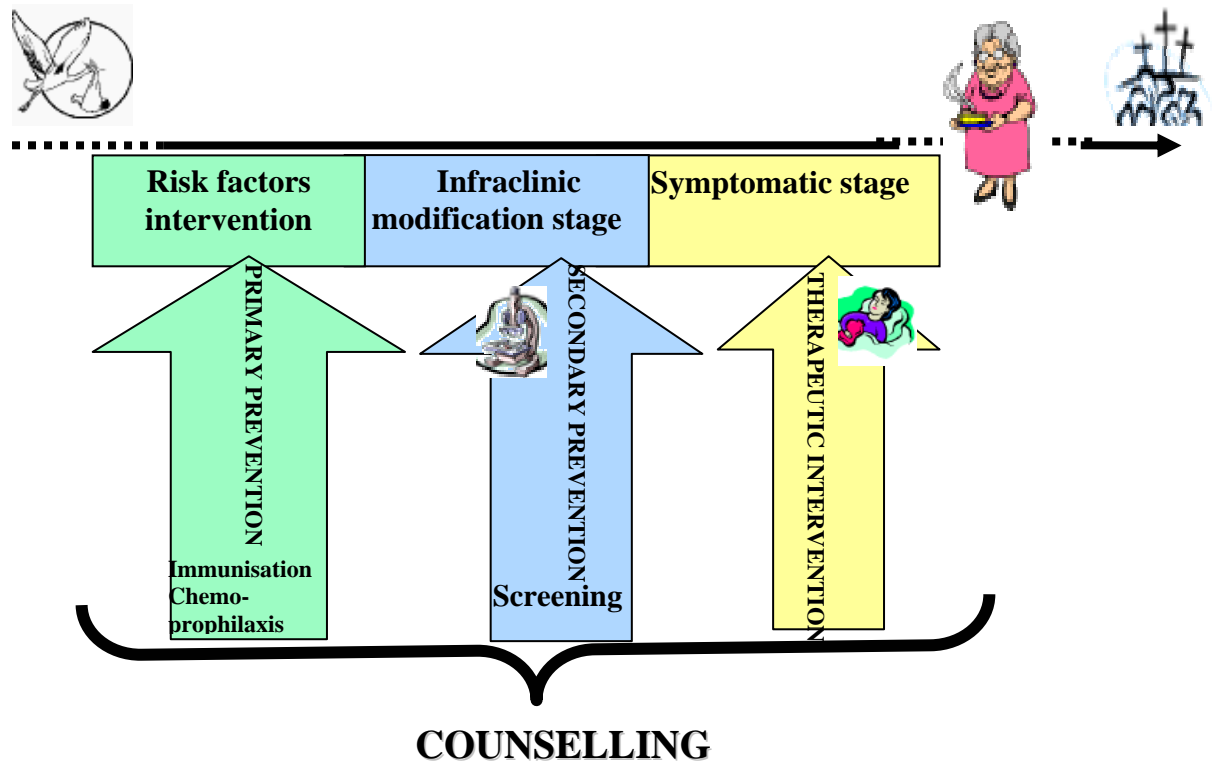 Risk factors
intervention
Infraclinic
modification stage
Symptomatic stage
PRIMARY PREVENTION
Immunisation
Chemo-
prophilaxis
SECONDARY PREVENTION
Screening
THERAPEUTIC INTERVENTION
COUNSELLING